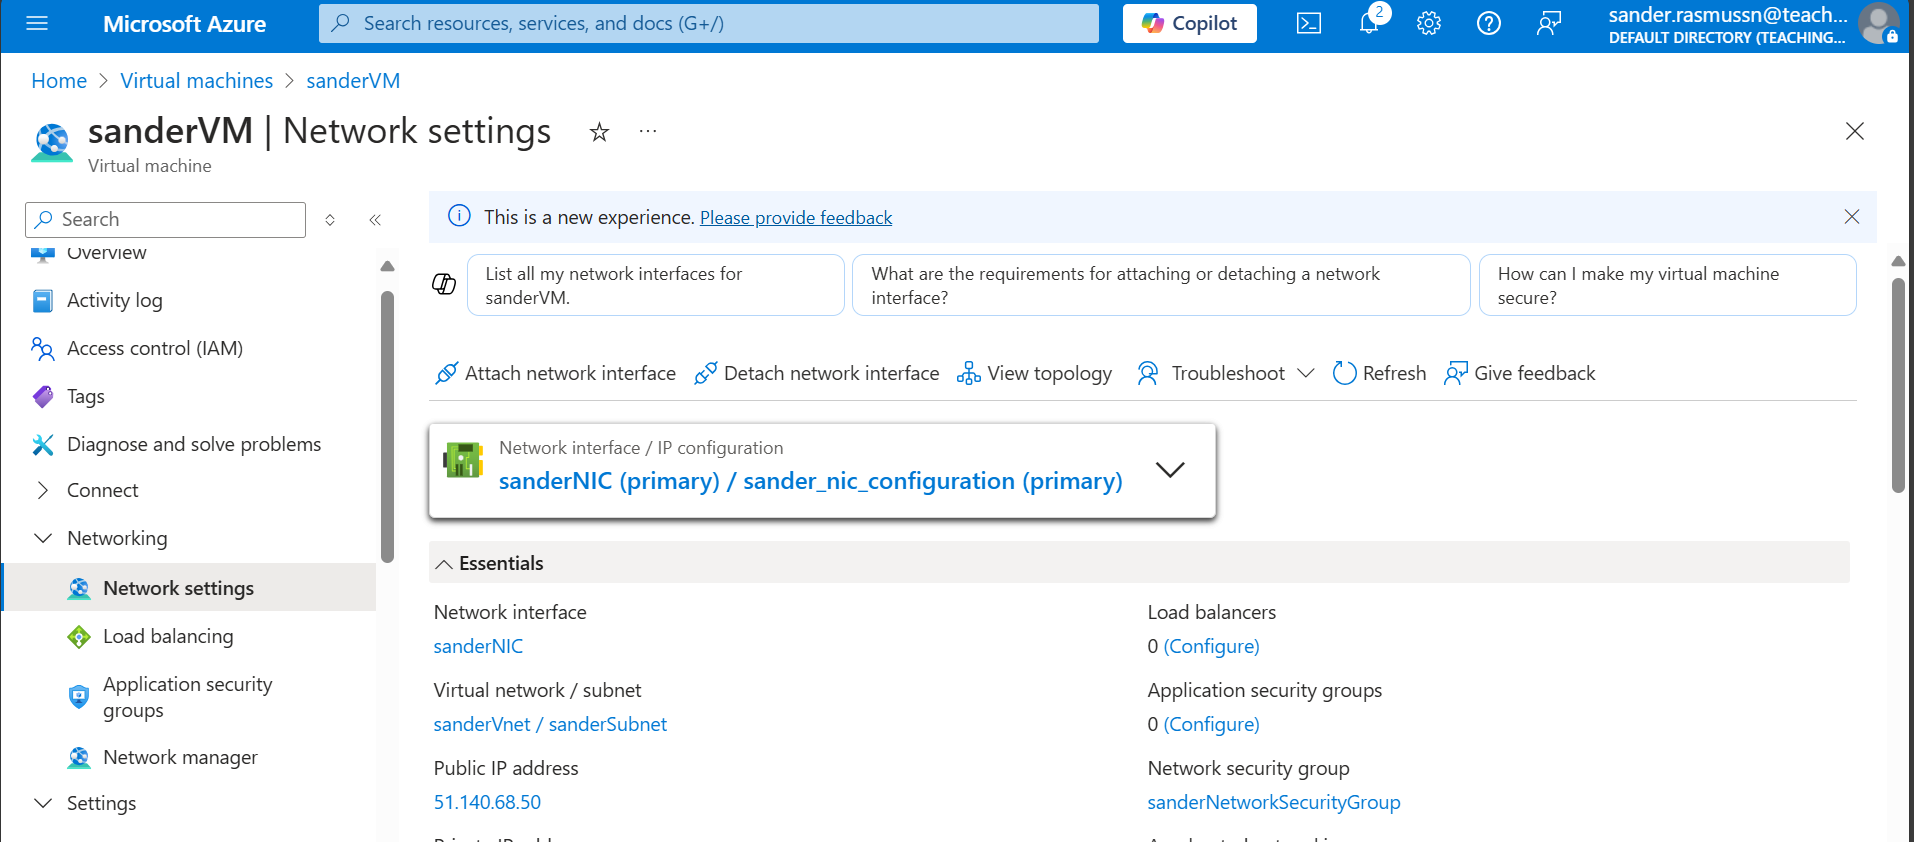 Microsoft Azure
Search resources, services, and docs (G+/)
Copilot
2
sander.rasmussn@teach...
DEFAULT DIRECTORY (TEACHING...
Home > Virtual machines > sanderVM
sanderVM | Network settings
Virtual machine
Search
Overview
Activity log
Access control (IAM)
Tags
Diagnose and solve problems
Connect
Networking
Network settings
Load balancing
Application security
groups
Network manager
Settings
This is a new experience. Please provide feedback
List all my network interfaces for
sanderVM.
What are the requirements for attaching or detaching a network
interface?
How can I make my virtual machine
secure?
Attach network interface
Detach network interface
View topology
Troubleshoot
Refresh
Give feedback
Network interface / IP configuration
sanderNIC (primary) / sander_nic_configuration (primary)
Essentials
Network interface
sanderNIC
Virtual network / subnet
sanderVnet / sanderSubnet
Public IP address
51.140.68.50
Load balancers
0 (Configure)
Application security groups
0 (Configure)
Network security group
sanderNetworkSecurityGroup